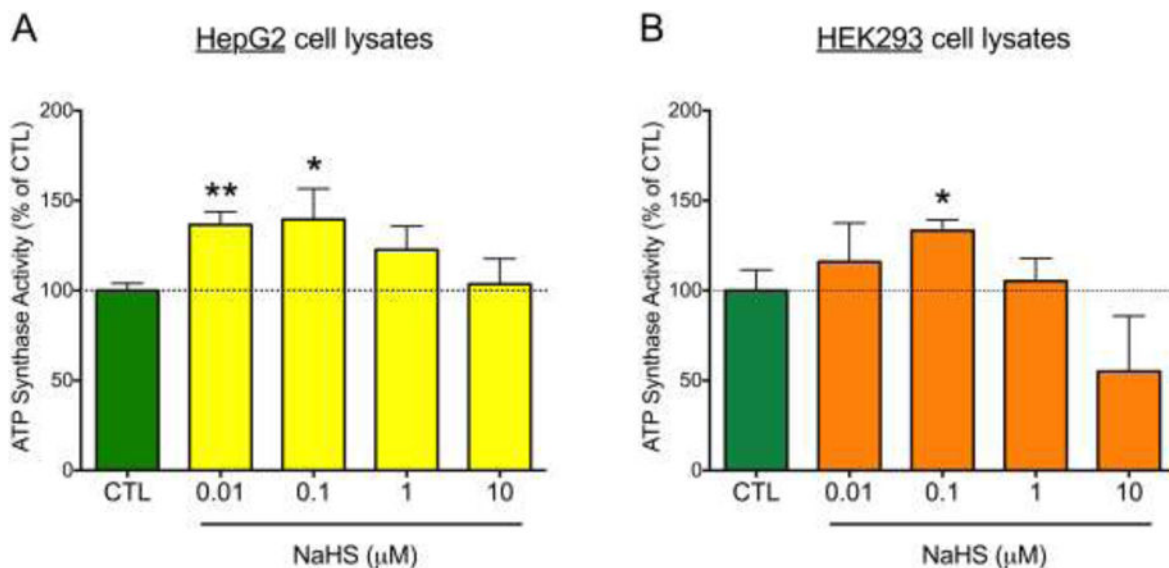 A
HepG2 cell lysates
ATP Synthase Activity (% of CTL)
200
150
100
50
0
**
*
CTL 0.01 0.1 1 10
NaHS (μM)
B
HEK293 cell lysates
ATP Synthase Activity (% of CTL)
200
150
100
50
0
*
CTL 0.01 0.1 1 10
NaHS (μM)